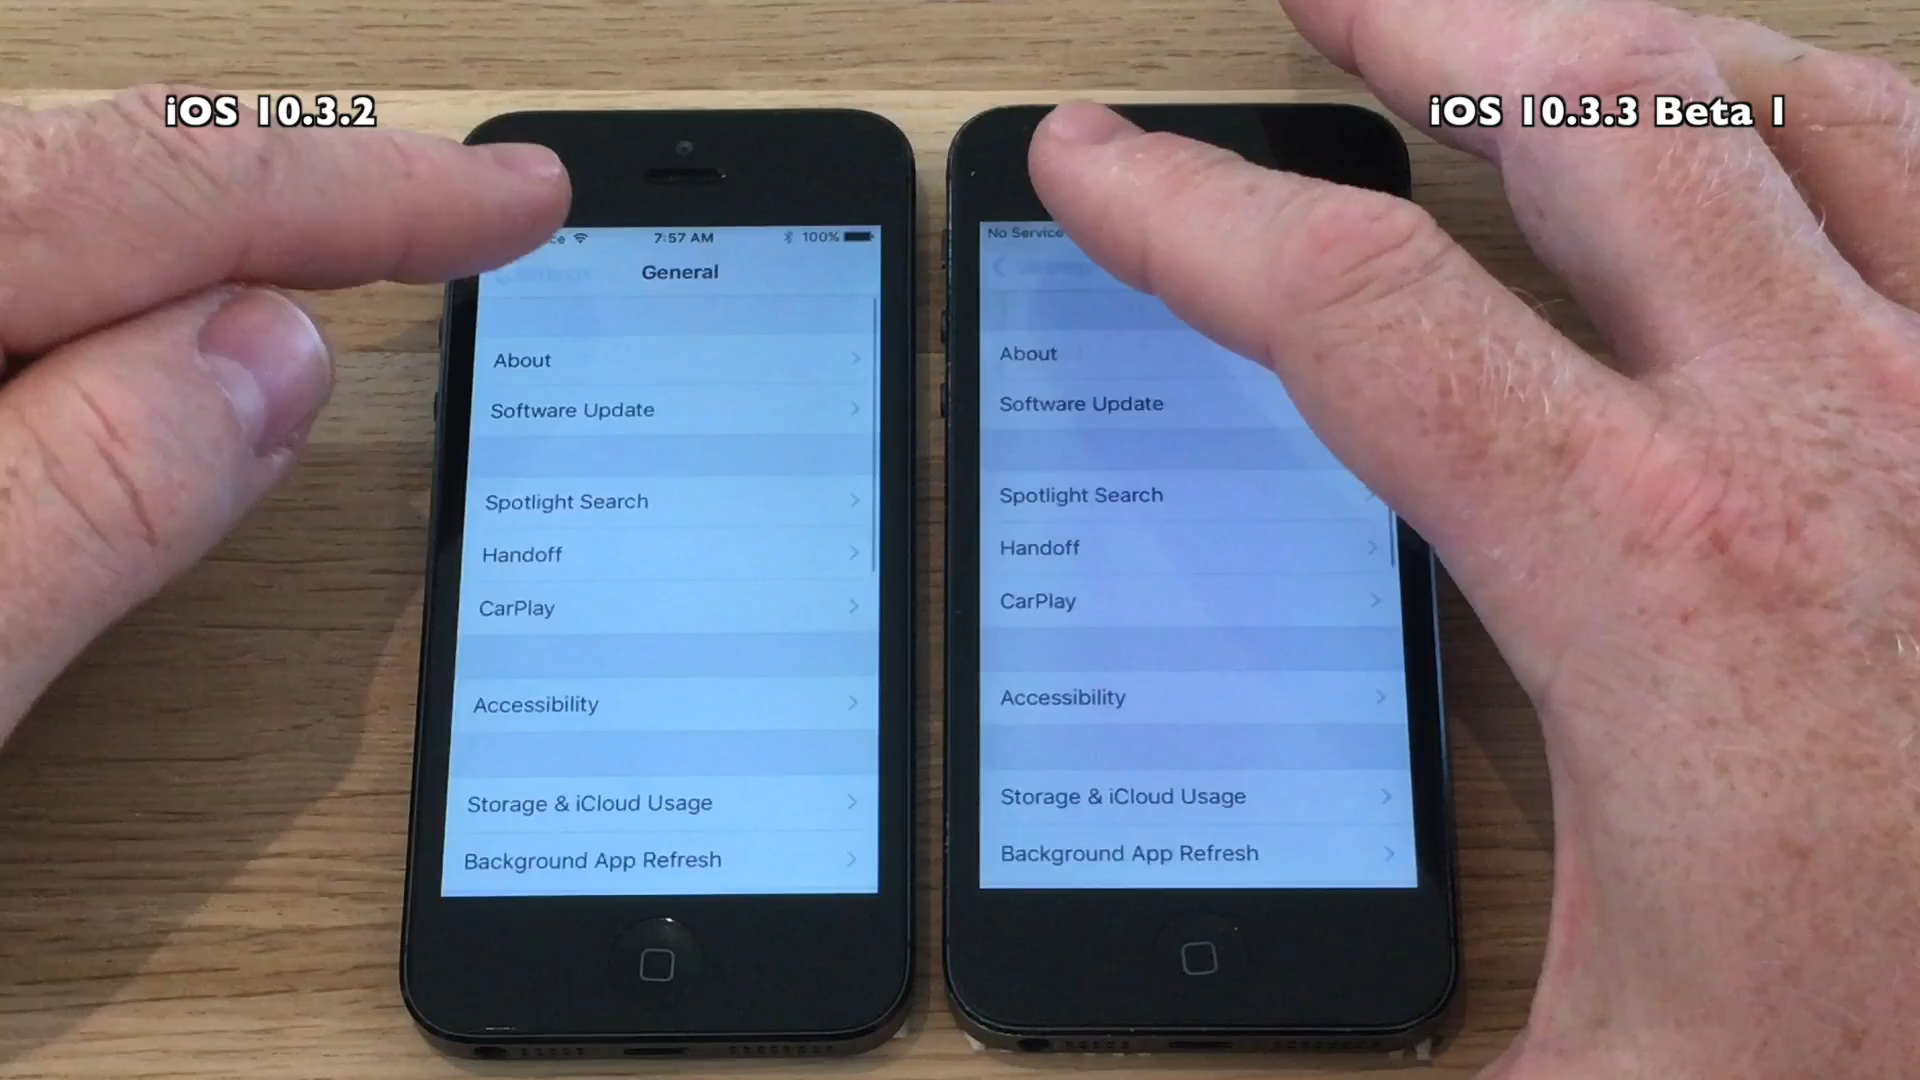 iOS 10.3.2
iOS 10.3.3 Beta 1
7:57 AM
100%
General
About
Software Update
Spotlight Search
Handoff
CarPlay
Accessibility
Storage & iCloud Usage
Background App Refresh
No Service
About
Software Update
Spotlight Search
Handoff
CarPlay
Accessibility
Storage & iCloud Usage
Background App Refresh